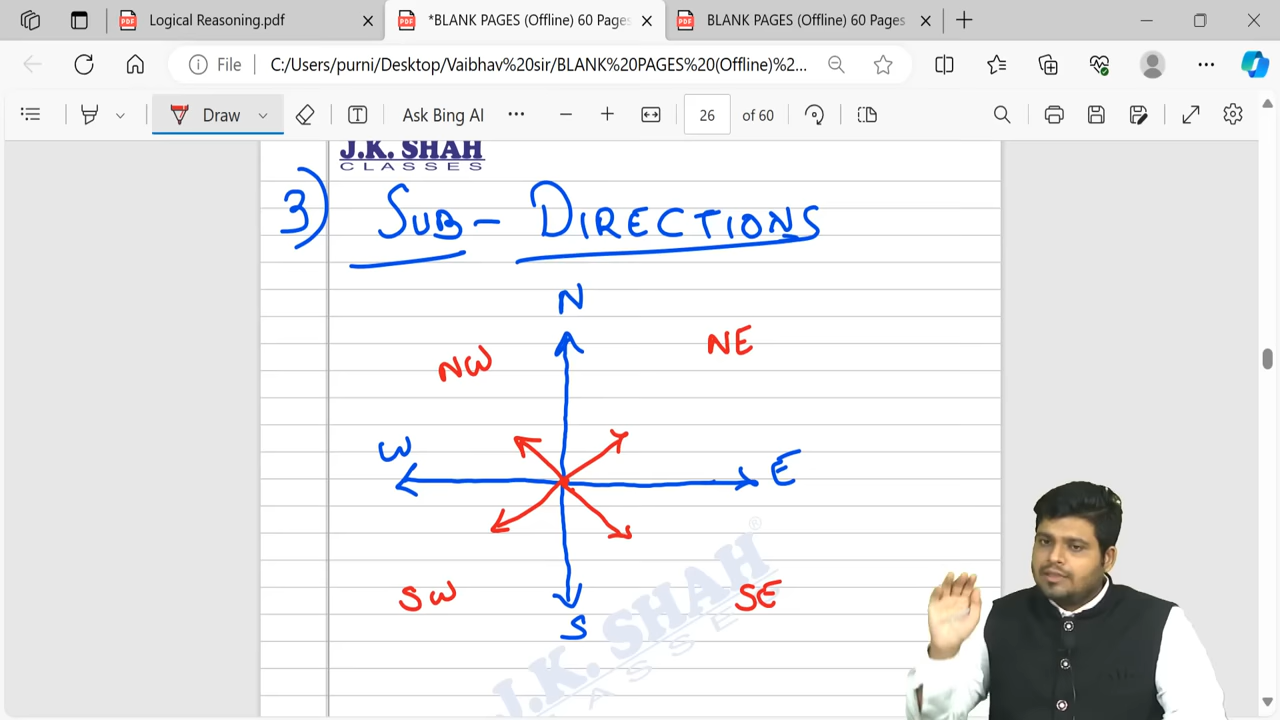 Logical Reasoning.pdf
*BLANK PAGES (Offline) 60 Pages
BLANK PAGES (Offline) 60 Pages
File
C:/Users/purni/Desktop/Vaibhav%20sir/BLANK%20PAGES%20(Offline)%2...
Draw
Ask Bing AI
26 of 60
J.K. SHAH
CLASSES
3) SUB- DIRECTIONS
N
NW
NE
W
E
SW
SE
S
J.K. SHAH®
CLASSES